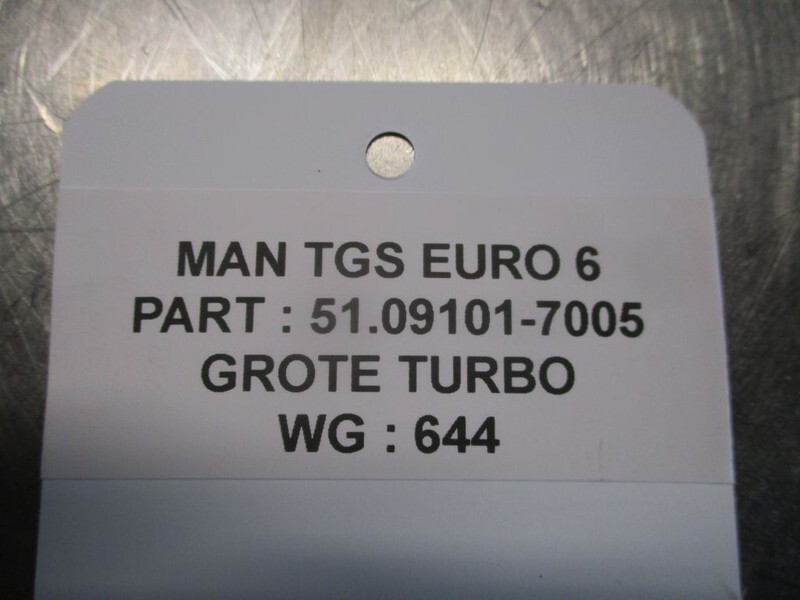 MAN TGS EURO 6
PART : 51.09101-7005
GROTE TURBO
WG : 644